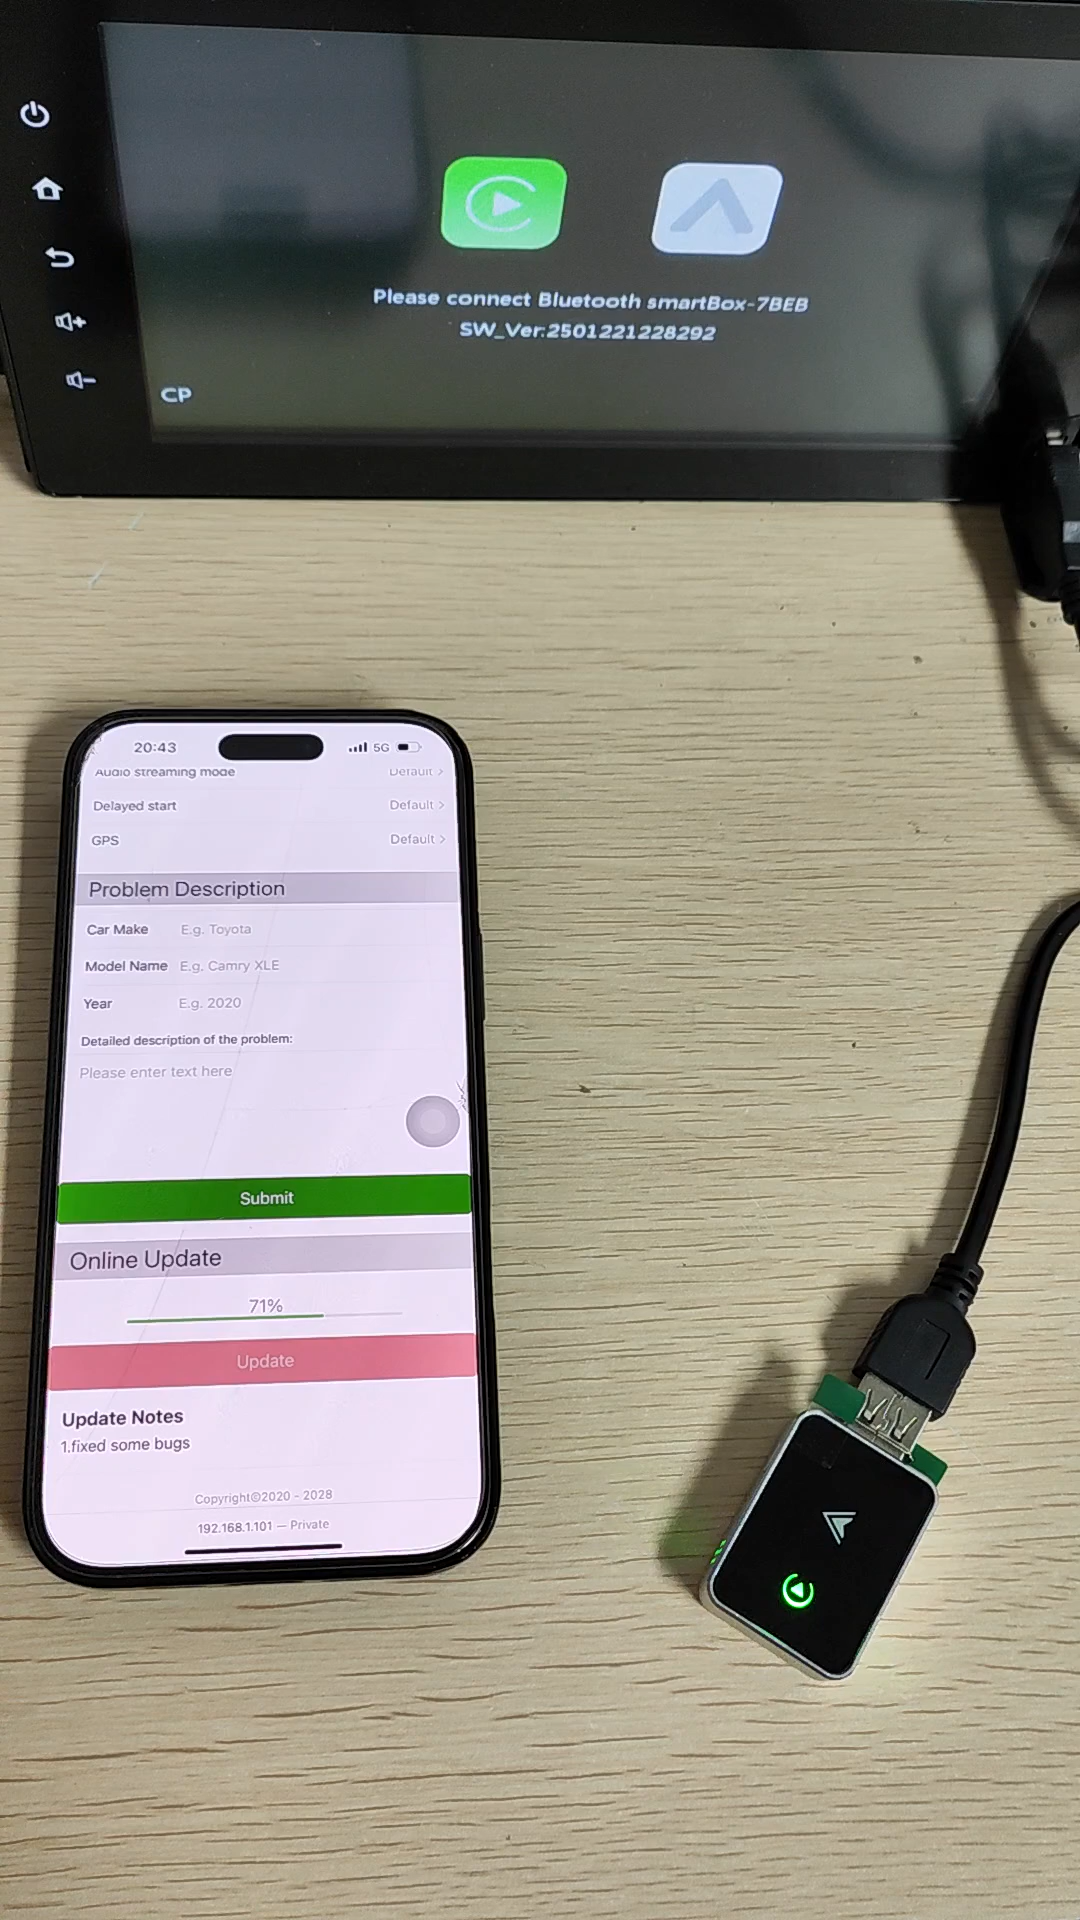 Please connect Bluetooth smartBox-7BEB
SW_Ver:2501221228292
CP
20:43
5G
Audio streaming mode
Default >
Delayed start
Default >
GPS
Default >
Problem Description
Car Make
E.g. Toyota
Model Name
E.g. Camry XLE
Year
E.g. 2020
Detailed description of the problem:
Please enter text here
Submit
Online Update
71%
Update
Update Notes
1.fixed some bugs
Copyright©2020 - 2028
192.168.1.101 — Private